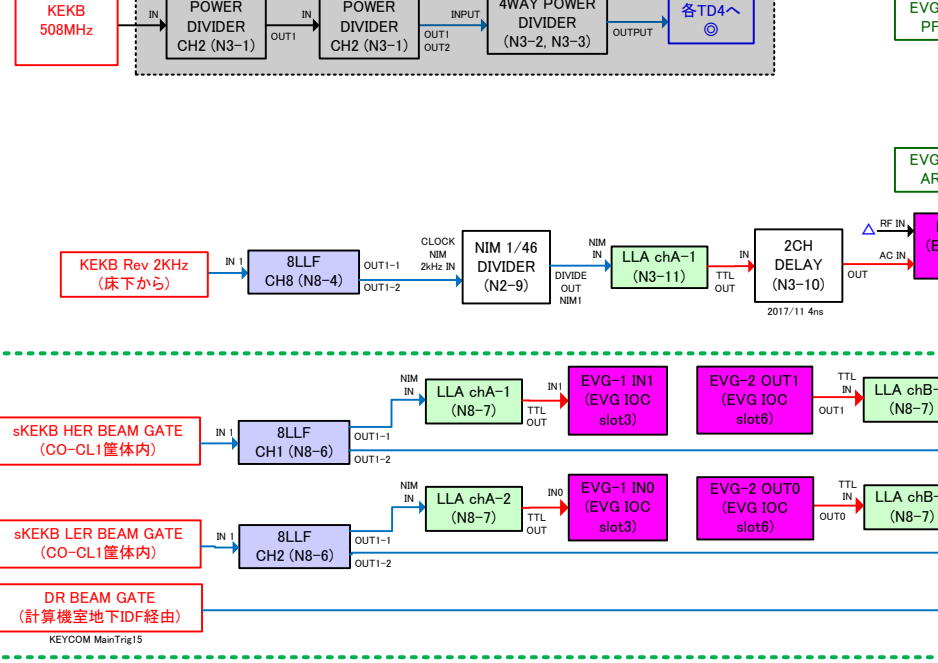 KEKB
508MHz
IN
POWER
DIVIDER
CH2 (N3-1)
OUT1
IN
POWER
DIVIDER
CH2 (N3-1)
OUT1
OUT2
INPUT
4WAY POWER
DIVIDER
(N3-2, N3-3)
OUTPUT
各TD4へ
◎
EVG
PF
EVG
AR
KEKB Rev 2KHz
(床下から)
IN 1
8LLF
CH8 (N8-4)
OUT1-1
OUT1-2
CLOCK
NIM
2kHz IN
NIM 1/46
DIVIDER
(N2-9)
DIVIDE
OUT
NIM1
NIM
IN
LLA chA-1
(N3-11)
TTL
OUT
IN
2CH
DELAY
(N3-10)
2017/11 4ns
OUT
△
RF IN
AC IN
(E
sKEKB HER BEAM GATE
(CO-CL1筐体内)
IN 1
8LLF
CH1 (N8-6)
OUT1-1
OUT1-2
NIM
IN
LLA chA-1
(N8-7)
TTL
OUT
IN1
EVG-1 IN1
(EVG IOC
slot3)
EVG-2 OUT1
(EVG IOC
slot6)
OUT1
TTL
IN
LLA chB-
(N8-7)
sKEKB LER BEAM GATE
(CO-CL1筐体内)
IN 1
8LLF
CH2 (N8-6)
OUT1-1
OUT1-2
NIM
IN
LLA chA-2
(N8-7)
TTL
OUT
IN0
EVG-1 IN0
(EVG IOC
slot3)
EVG-2 OUT0
(EVG IOC
slot6)
OUT0
TTL
IN
LLA chB-
(N8-7)
DR BEAM GATE
(計算機室地下IDF経由)
KEYCOM MainTrig15